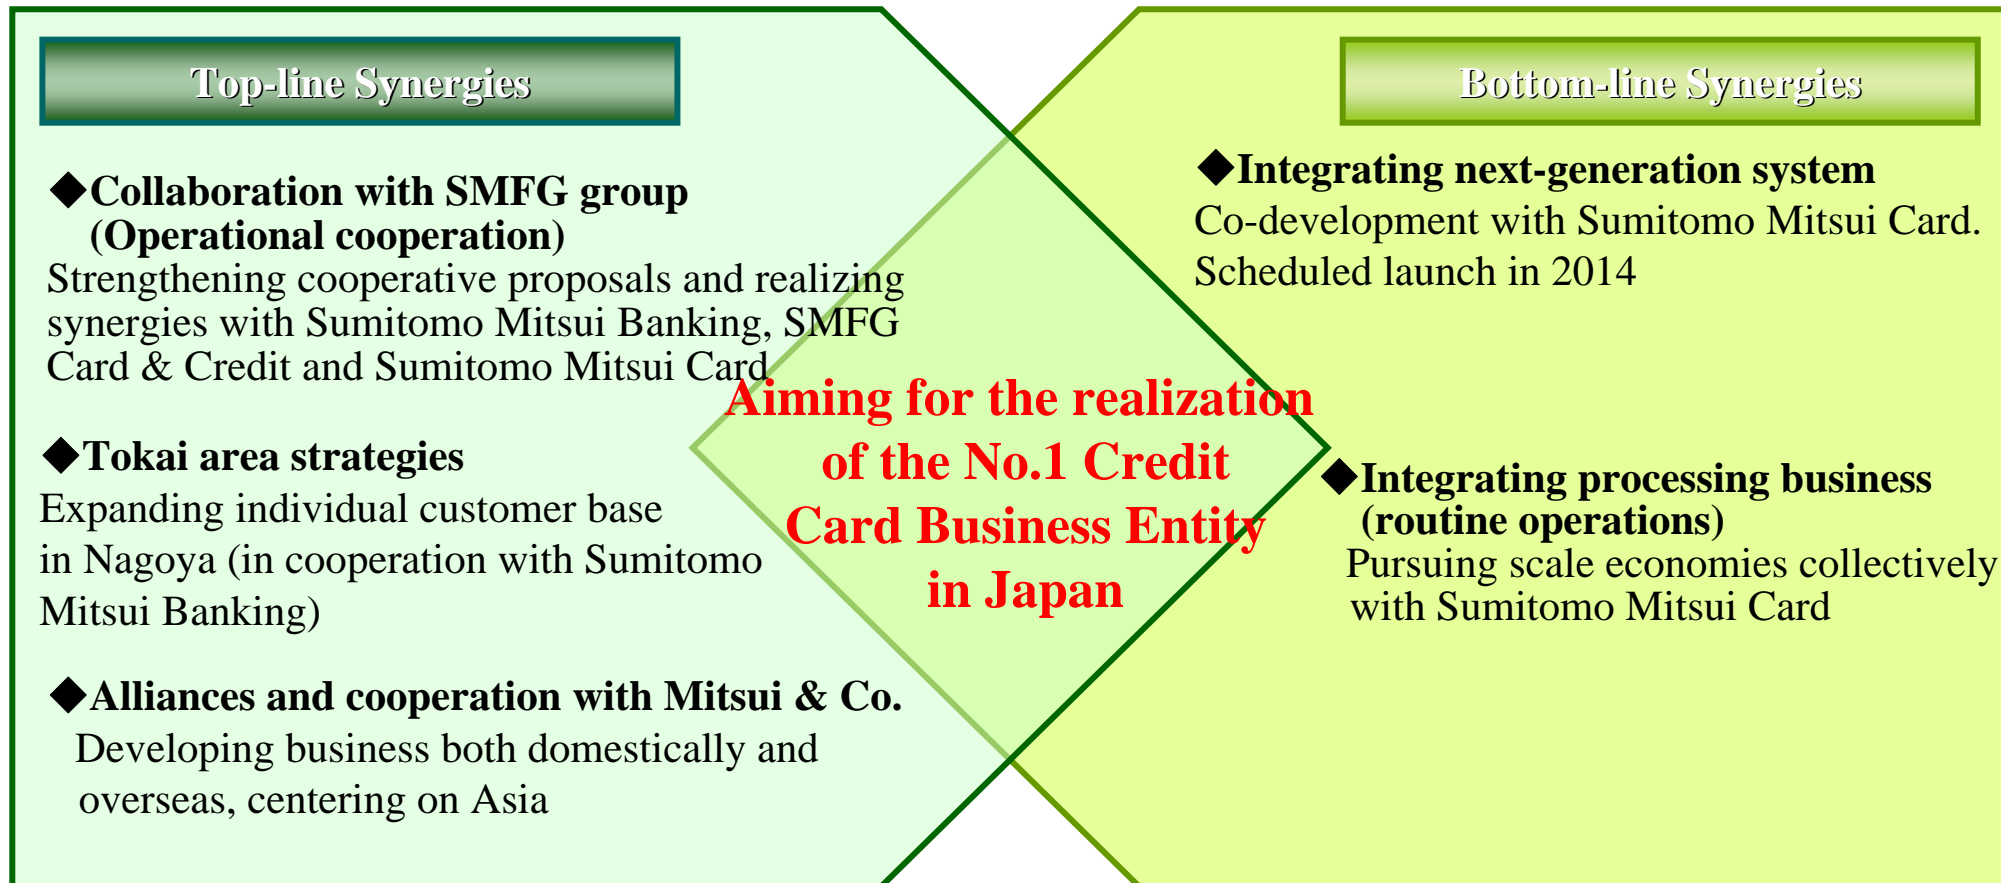 Top-line Synergies
◆Collaboration with SMFG group
(Operational cooperation)
Strengthening cooperative proposals and realizing
synergies with Sumitomo Mitsui Banking, SMFG
Card & Credit and Sumitomo Mitsui Card
◆Tokai area strategies
Expanding individual customer base
in Nagoya (in cooperation with Sumitomo
Mitsui Banking)
◆Alliances and cooperation with Mitsui & Co.
Developing business both domestically and
overseas, centering on Asia
Aiming for the realization
of the No.1 Credit
Card Business Entity
in Japan
Bottom-line Synergies
◆Integrating next-generation system
Co-development with Sumitomo Mitsui Card.
Scheduled launch in 2014
◆Integrating processing business
(routine operations)
Pursuing scale economies collectively
with Sumitomo Mitsui Card